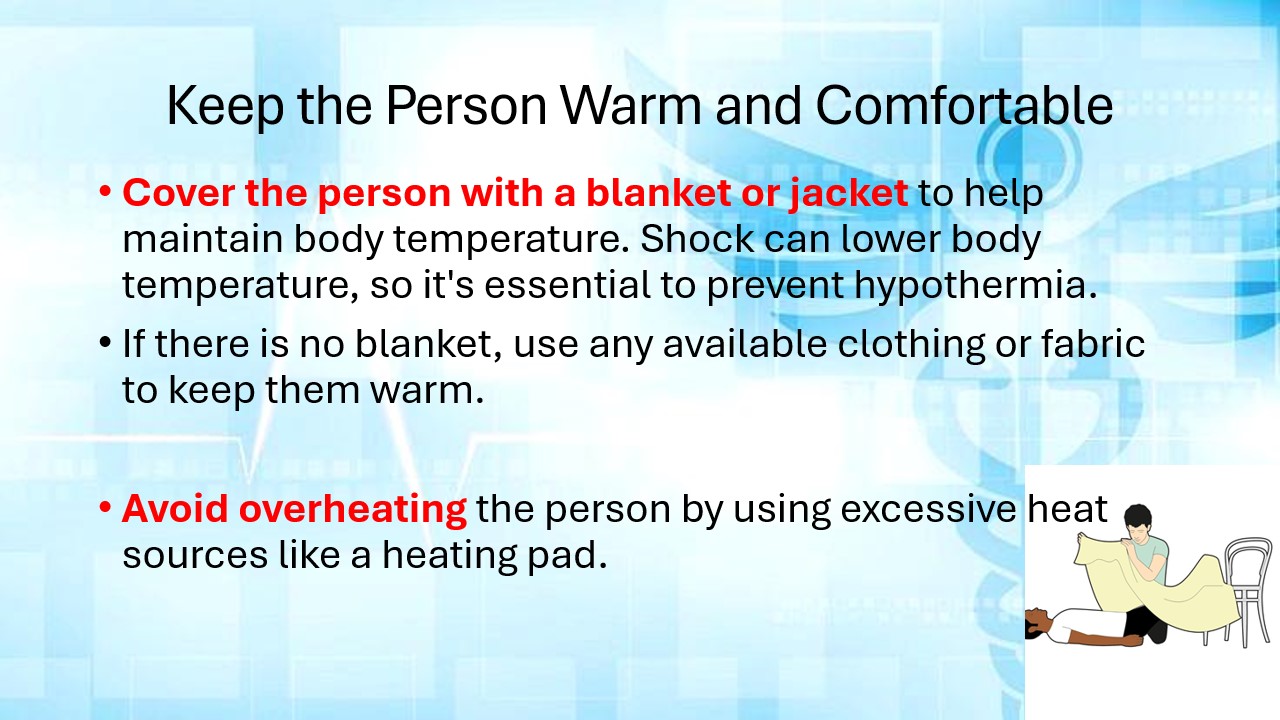 Keep the Person Warm and Comfortable
• Cover the person with a blanket or jacket to help
maintain body temperature. Shock can lower body
temperature, so it's essential to prevent hypothermia.
• If there is no blanket, use any available clothing or fabric
to keep them warm.
• Avoid overheating the person by using excessive heat
sources like a heating pad.